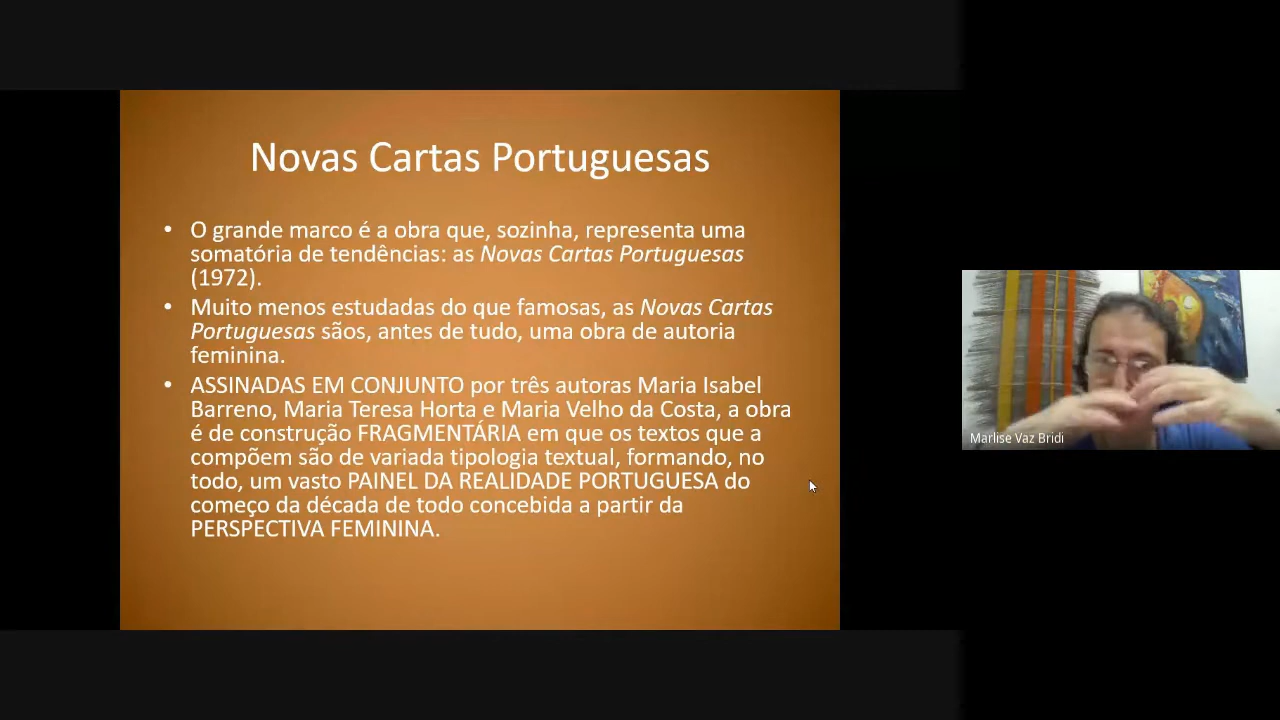 Novas Cartas Portuguesas
• O grande marco é a obra que, sozinha, representa uma
somatória de tendências: as Novas Cartas Portuguesas
(1972).
• Muito menos estudadas do que famosas, as Novas Cartas
Portuguesas sãos, antes de tudo, uma obra de autoria
feminina.
• ASSINADAS EM CONJUNTO por três autoras Maria Isabel
Barreno, Maria Teresa Horta e Maria Velho da Costa, a obra
é de construção FRAGMENTÁRIA em que os textos que a
compõem são de variada tipologia textual, formando, no
todo, um vasto PAINEL DA REALIDADE PORTUGUESA do
começo da década de todo concebida a partir da
PERSPECTIVA FEMININA.
Marlise Vaz Bridi